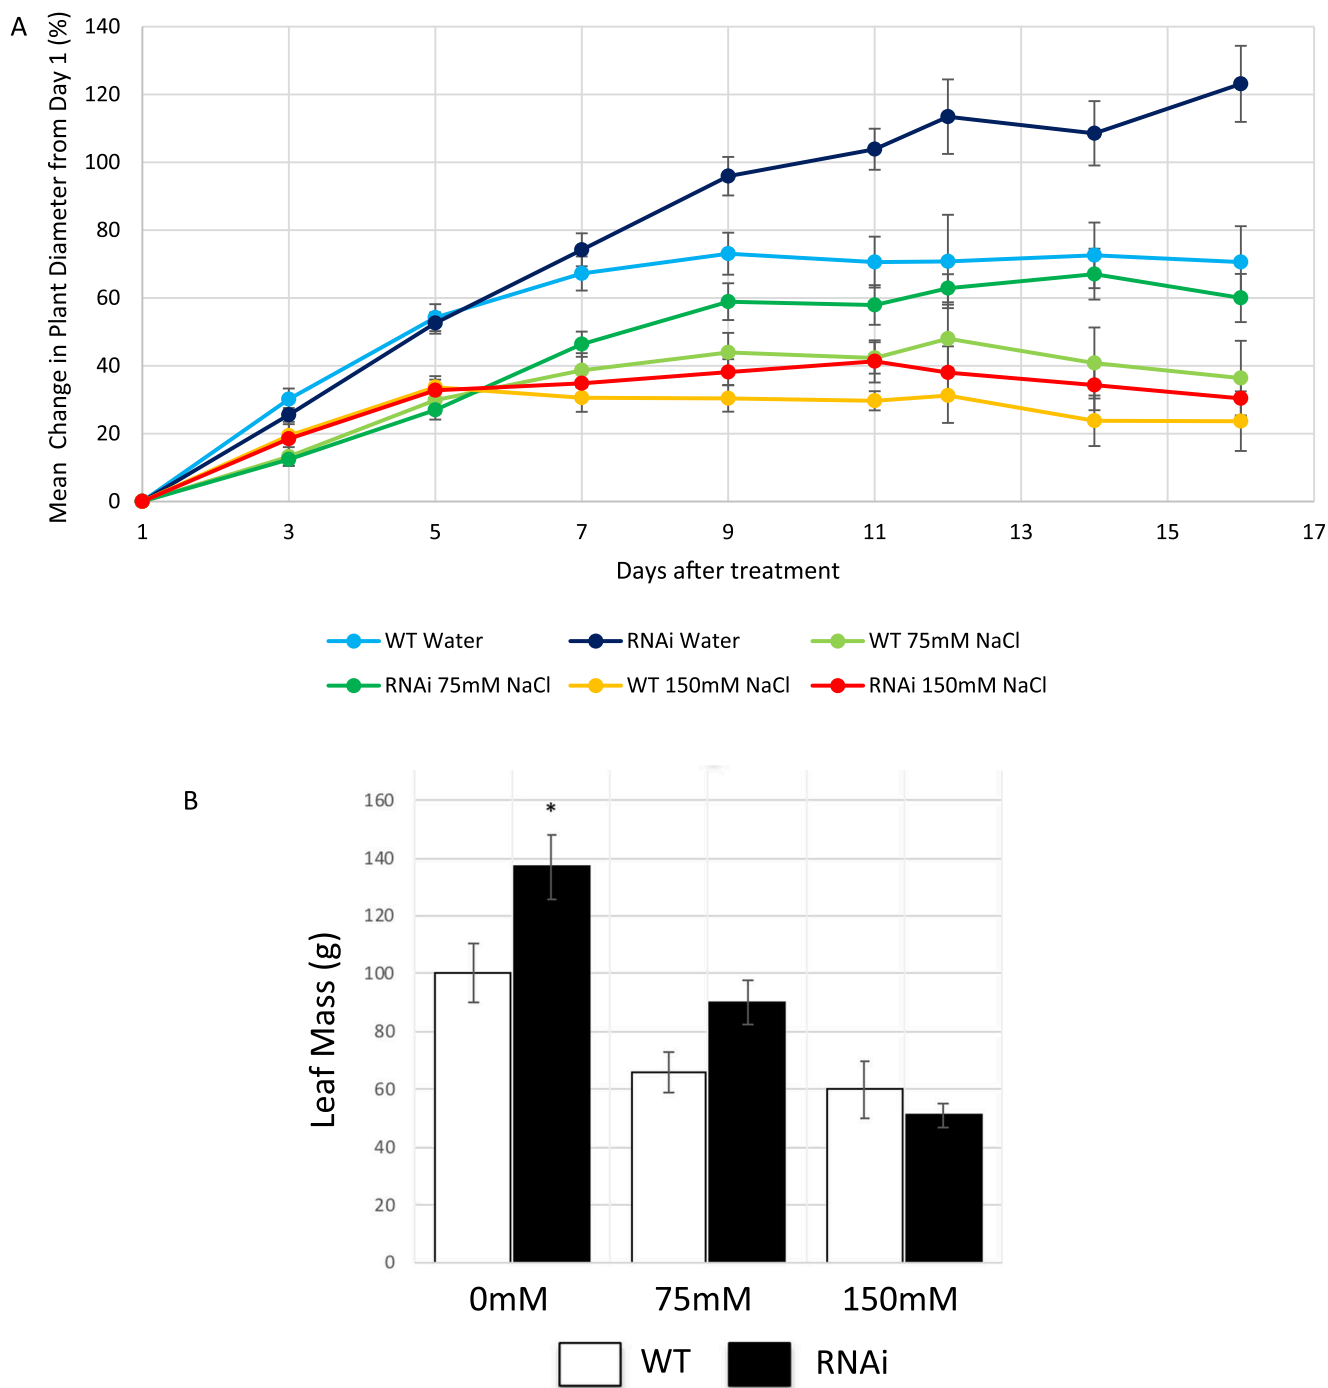 A
Mean Change in Plant Diameter from Day 1 (%)
140
120
100
80
60
40
20
0
1 3 5 7 9 11 13 15 17
Days after treatment
WT Water RNAi Water WT 75mM NaCl
RNAi 75mM NaCl WT 150mM NaCl RNAi 150mM NaCl
B
Leaf Mass (g)
160
*
140
120
100
80
60
40
20
0
0mM 75mM 150mM
WT RNAi